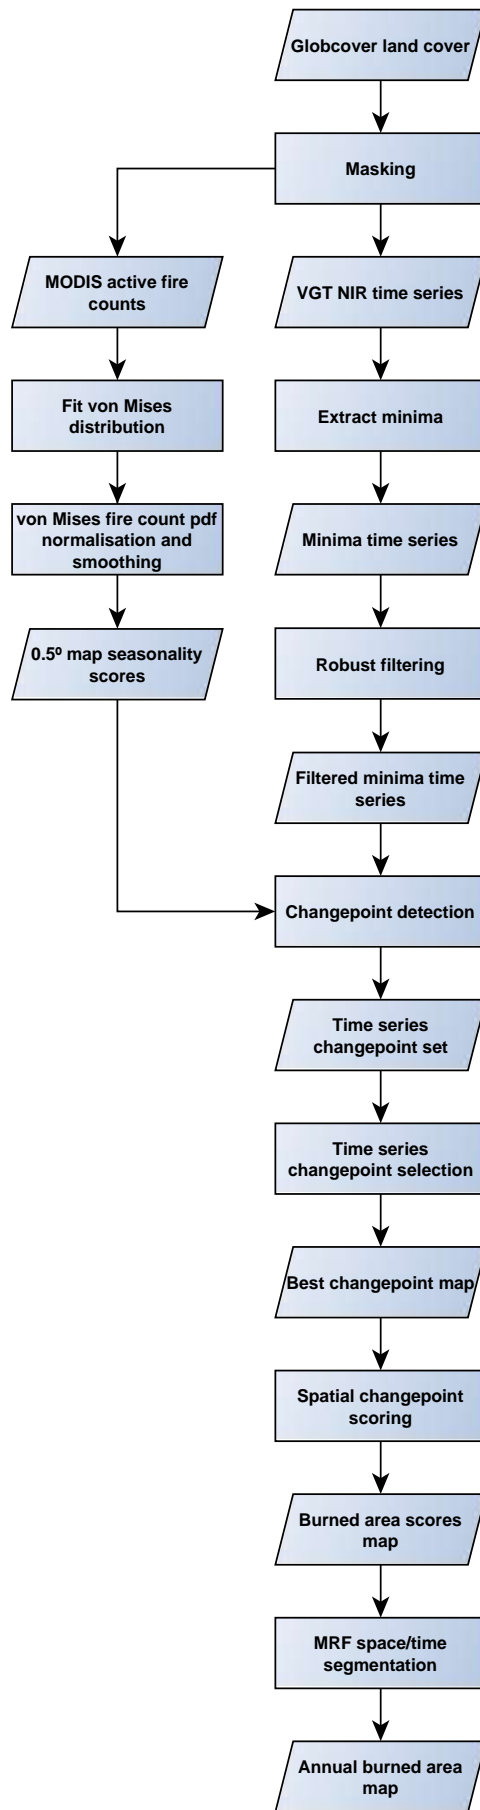 Globcover land cover
Masking
MODIS active fire
counts
VGT NIR time series
Fit von Mises
distribution
Extract minima
von Mises fire count pdf
normalisation and
smoothing
Minima time series
0.5º map seasonality
scores
Robust filtering
Filtered minima time
series
Changepoint detection
Time series
changepoint set
Time series
changepoint selection
Best changepoint map
Spatial changepoint
scoring
Burned area scores
map
MRF space/time
segmentation
Annual burned area
map